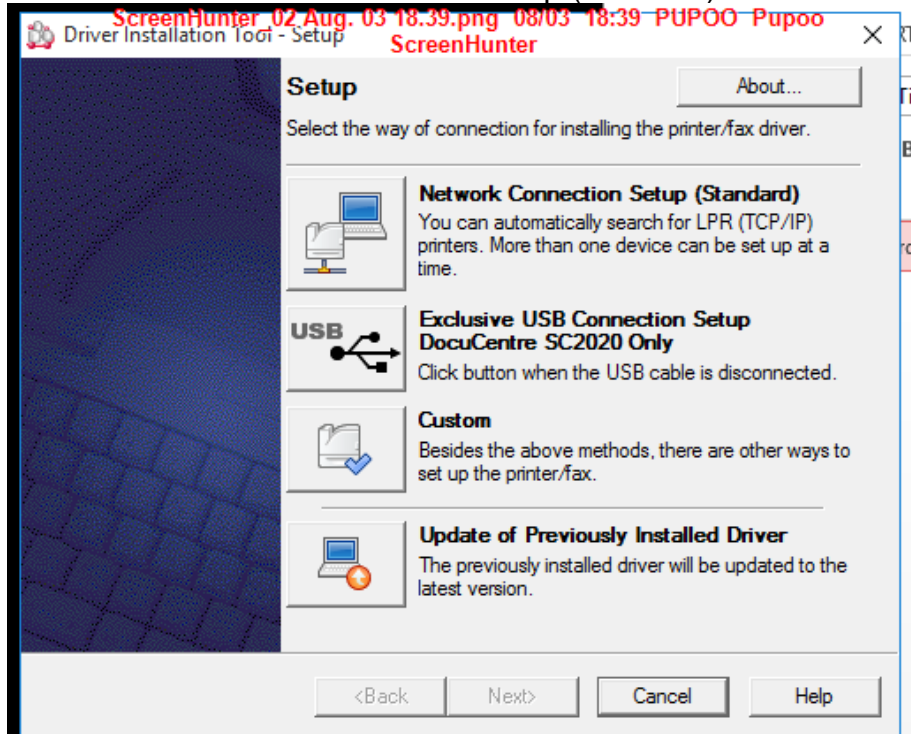 ScreenHunter_02 Aug. 03 18.39.png 08/03 18:39 PUPOO Pupoo
Driver Installation Tool - Setup
ScreenHunter
Setup
About...
Select the way of connection for installing the printer/fax driver.
Network Connection Setup (Standard)
You can automatically search for LPR (TCP/IP)
printers. More than one device can be set up at a
time.
USB
Exclusive USB Connection Setup
DocuCentre SC2020 Only
Click button when the USB cable is disconnected.
Custom
Besides the above methods, there are other ways to
set up the printer/fax.
Update of Previously Installed Driver
The previously installed driver will be updated to the
latest version.
<Back
Next>
Cancel
Help